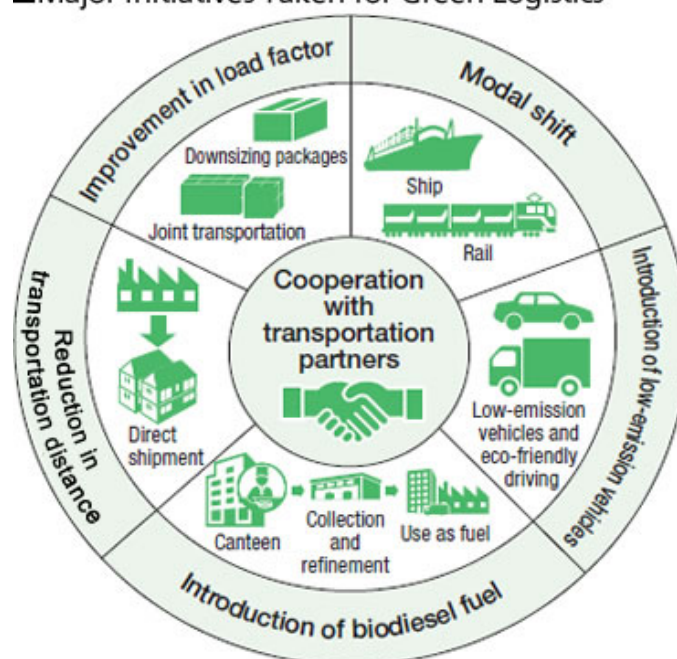 ■Major Initiatives Taken for Green Logistics
Improvement in load factor
Downsizing packages
Joint transportation
Modal shift
Ship
Rail
Introduction of low-emission vehicles
Low-emission
vehicles and
eco-friendly
driving
Introduction of biodiesel fuel
Canteen
Collection
and
refinement
Use as fuel
Reduction in
transportation distance
Direct
shipment
Cooperation
with
transportation
partners